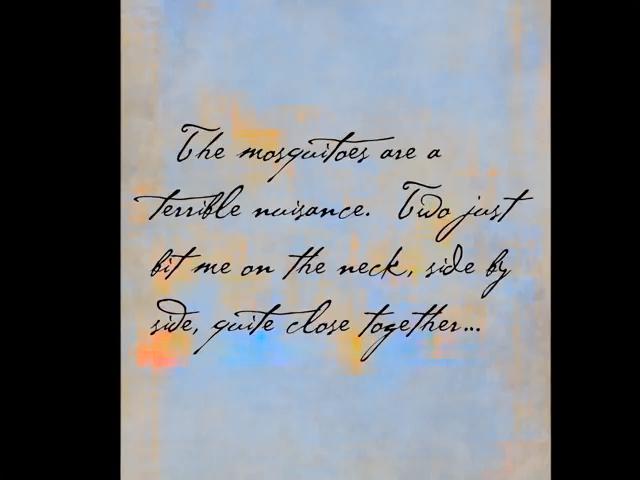 The mosquitoes are a
terrible nuisance. Two just
bit me on the neck, side by
side, quite close together...